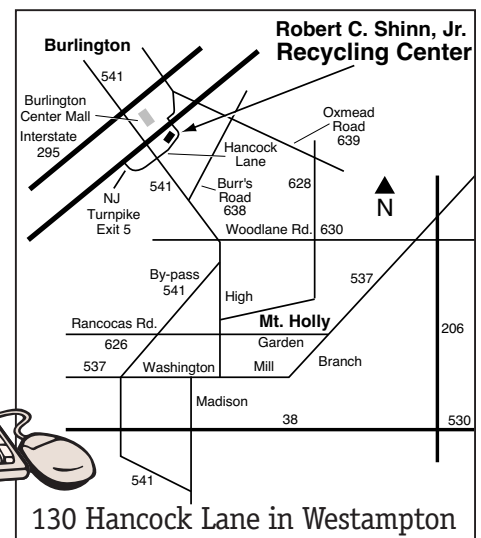 Robert C. Shinn, Jr.
Recycling Center
Burlington
541
Burlington
Center Mall
Interstate
295
Oxmead
Road
639
Hancock
Lane
NJ
Turnpike
Exit 5
541
Burr's
Road
638
628
N
Woodlane Rd. 630
By-pass
541
High
537
Rancocas Rd.
626
Mt. Holly
Garden
206
537
Washington
Mill
Branch
Madison
38
530
541
130 Hancock Lane in Westampton